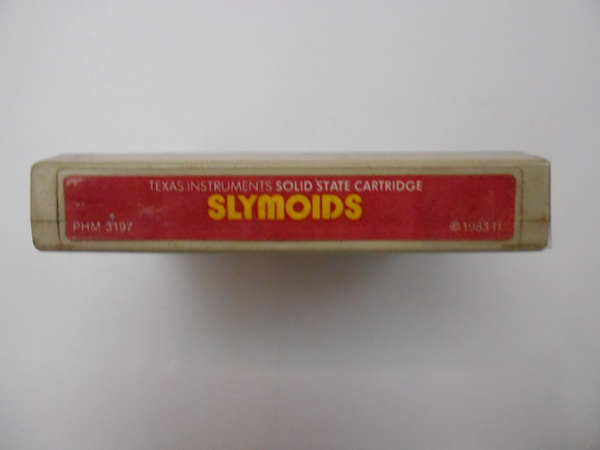 TEXAS INSTRUMENTS SOLID STATE CARTRIDGE
SLYMOIDS
PHM 3197
© 1983 TI